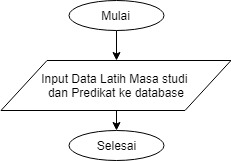 Mulai
Input Data Latih Masa studi
dan Predikat ke database
Selesai